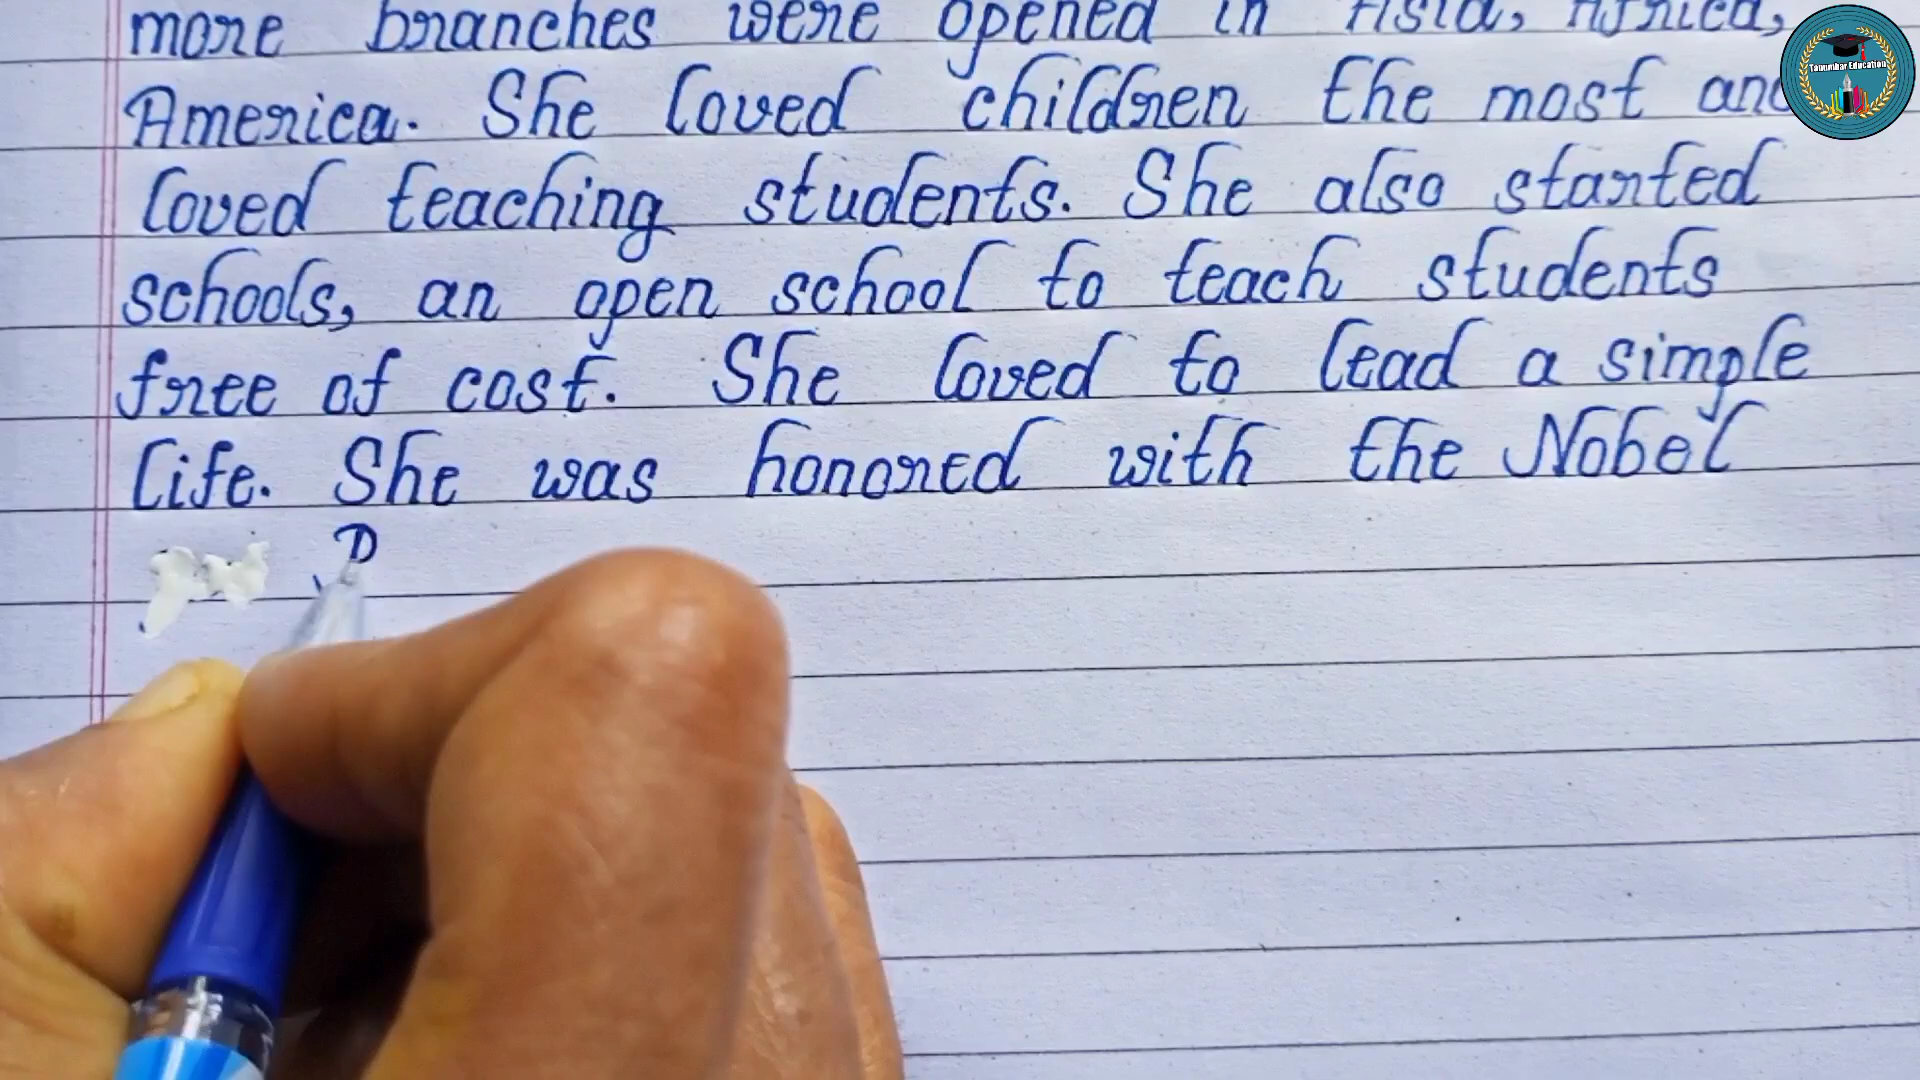 more branches were opened in Asia, Africa,
America. She loved children the most and
loved teaching students. She also started
schools, an open school to teach students
free of cost. She loved to lead a simple
life. She was honored with the Nobel
P
Tanumbar Education